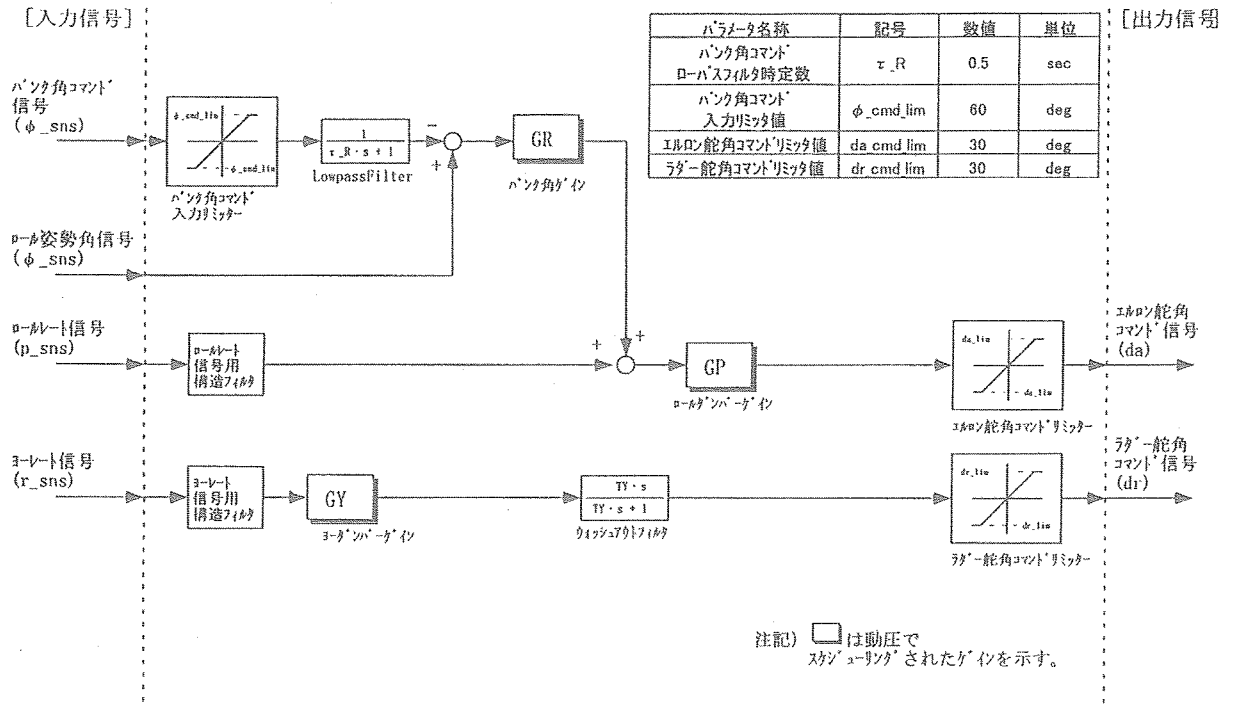 [入力信号]
[出力信号]
パラメータ名称 記号 数値 単位
バンク角コマンド
ローパスフィルタ時定数 τ_R 0.5 sec
バンク角コマンド
入力リミッタ値 φ_cmd_lim 60 deg
エルロン舵角コマンドリミッタ値 da_cmd_lim 30 deg
ラダー舵角コマンドリミッタ値 dr_cmd_lim 30 deg
バンク角コマンド
信号
(φ_sns)
φ_cmd_lim
-φ_cmd_lim
バンク角コマンド
入力リミッター
1
τ_R・s + 1
LowpassFilter
−
+
GR
バンク角ゲイン
ロール姿勢角信号
(φ_sns)
ロールレート信号
(p_sns)
ロールレート
信号用
構造フィルタ
+
+
GP
ロールダンパーゲイン
da_lim
-da_lim
エルロン舵角コマンドリミッター
エルロン舵角
コマンド信号
(da)
ヨーレート信号
(r_sns)
ヨーレート
信号用
構造フィルタ
GY
ヨーダンパーゲイン
TY・s
TY・s + 1
ウォッシュアウトフィルタ
dr_lim
-dr_lim
ラダー舵角コマンドリミッター
ラダー舵角
コマンド信号
(dr)
注記) は動圧で
スケジューリングされたゲインを示す。